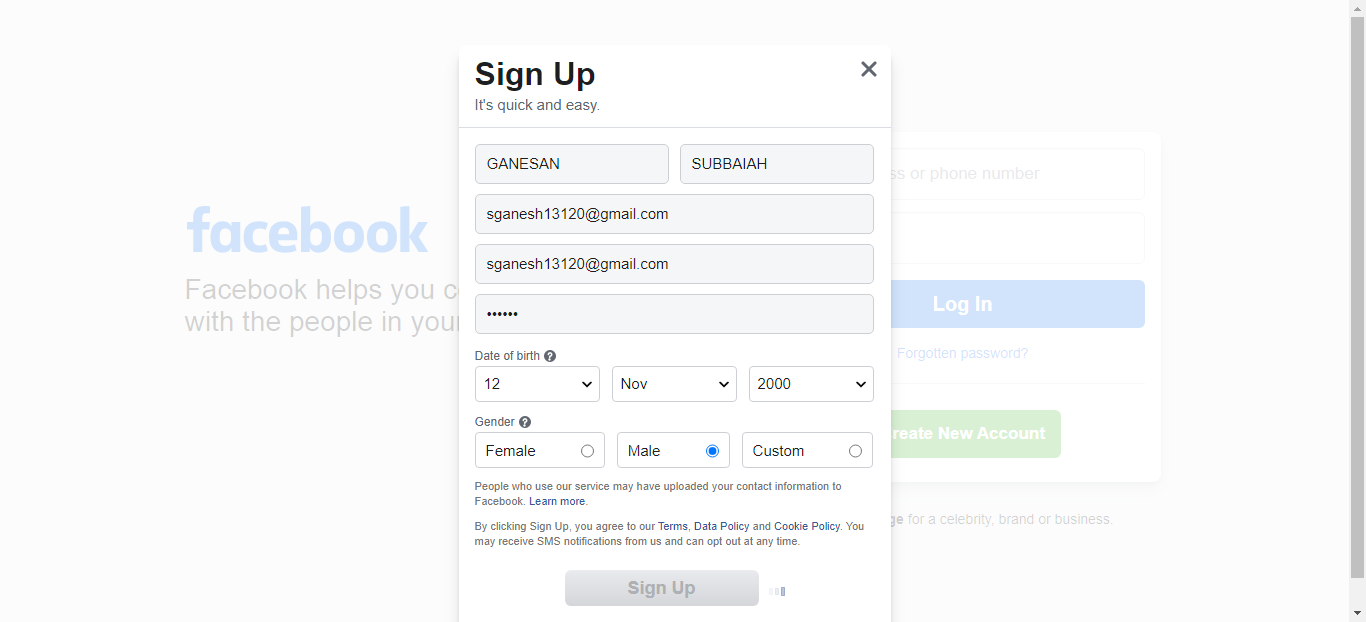 Sign Up
It's quick and easy.
GANESAN SUBBAIAH
sganesh13120@gmail.com
sganesh13120@gmail.com
••••••
Date of birth ?
12 Nov 2000
Gender ?
Female Male Custom
People who use our service may have uploaded your contact information to
Facebook. Learn more.
By clicking Sign Up, you agree to our Terms, Data Policy and Cookie Policy. You
may receive SMS notifications from us and can opt out at any time.
Sign Up
facebook
Facebook helps you c
with the people in your
ss or phone number
Log In
Forgotten password?
reate New Account
ge for a celebrity, brand or business.